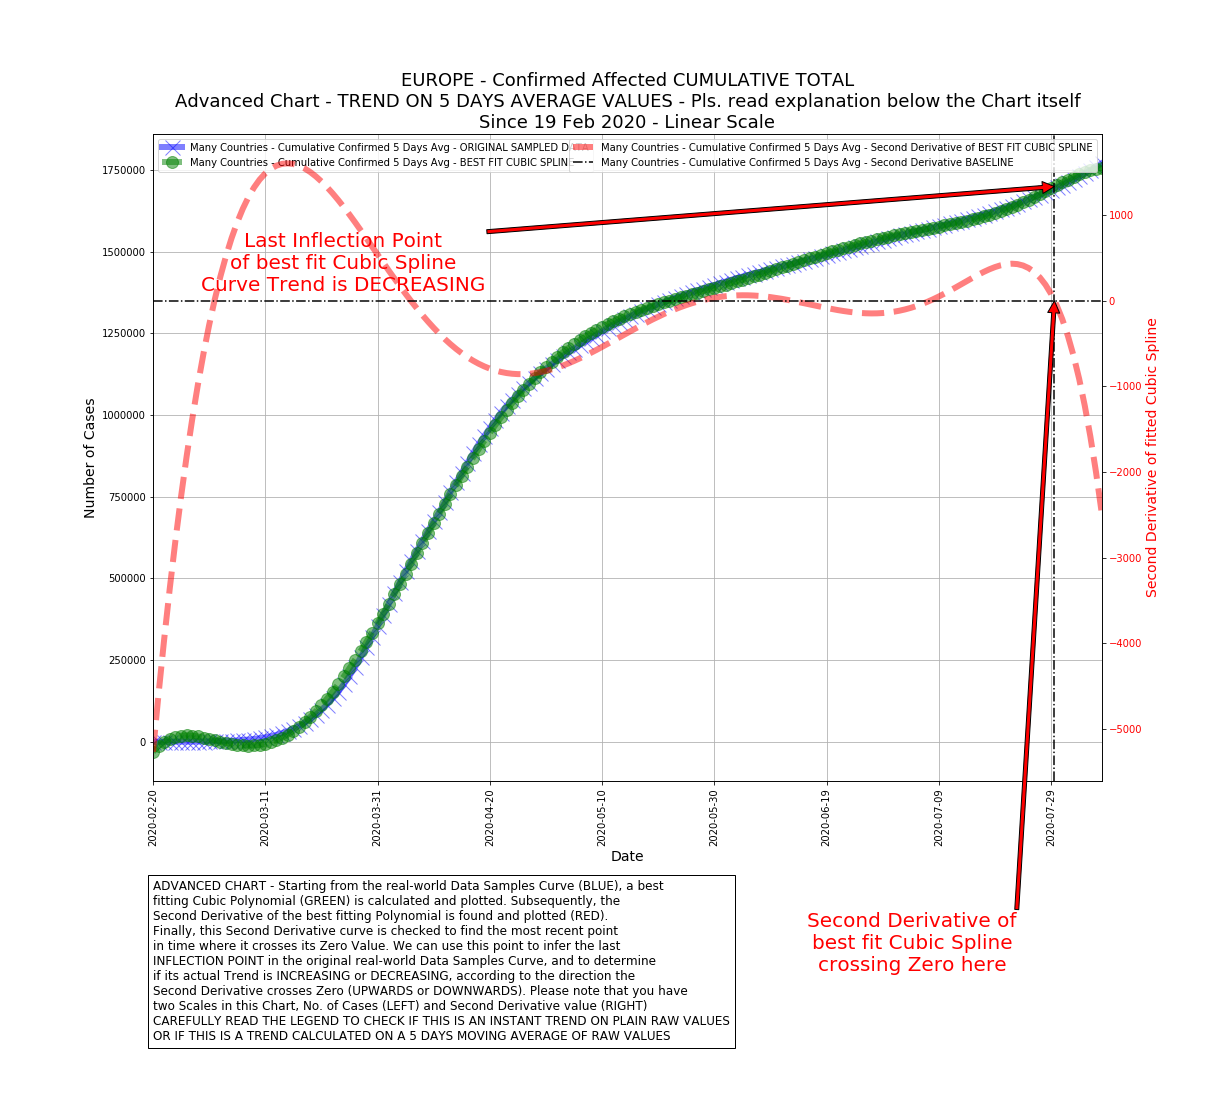 EUROPE - Confirmed Affected CUMULATIVE TOTAL
Advanced Chart - TREND ON 5 DAYS AVERAGE VALUES - Pls. read explanation below the Chart itself
Since 19 Feb 2020 - Linear Scale
Many Countries - Cumulative Confirmed 5 Days Avg - ORIGINAL SAMPLED DATA
Many Countries - Cumulative Confirmed 5 Days Avg - BEST FIT CUBIC SPLIN
Many Countries - Cumulative Confirmed 5 Days Avg - Second Derivative of BEST FIT CUBIC SPLINE
Many Countries - Cumulative Confirmed 5 Days Avg - Second Derivative BASELINE
Last Inflection Point
of best fit Cubic Spline
Curve Trend is DECREASING
Number of Cases
1750000
1500000
1250000
1000000
750000
500000
250000
0
1000
0
−1000
−2000
−3000
−4000
−5000
Second Derivative of fitted Cubic Spline
2020-02-20
2020-03-11
2020-03-31
2020-04-20
2020-05-10
2020-05-30
2020-06-19
2020-07-09
2020-07-29
Date
ADVANCED CHART - Starting from the real-world Data Samples Curve (BLUE), a best
fitting Cubic Polynomial (GREEN) is calculated and plotted. Subsequently, the
Second Derivative of the best fitting Polynomial is found and plotted (RED).
Finally, this Second Derivative curve is checked to find the most recent point
in time where it crosses its Zero Value. We can use this point to infer the last
INFLECTION POINT in the original real-world Data Samples Curve, and to determine
if its actual Trend is INCREASING or DECREASING, according to the direction the
Second Derivative crosses Zero (UPWARDS or DOWNWARDS). Please note that you have
two Scales in this Chart, No. of Cases (LEFT) and Second Derivative value (RIGHT)
CAREFULLY READ THE LEGEND TO CHECK IF THIS IS AN INSTANT TREND ON PLAIN RAW VALUES
OR IF THIS IS A TREND CALCULATED ON A 5 DAYS MOVING AVERAGE OF RAW VALUES
Second Derivative of
best fit Cubic Spline
crossing Zero here